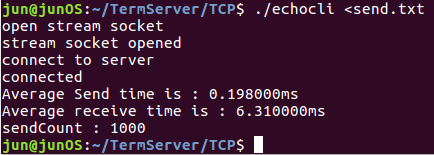 jun@junOS:~/TermServer/TCP$ ./echocli <send.txt
open stream socket
stream socket opened
connect to server
connected
Average Send time is : 0.198000ms
Average receive time is : 6.310000ms
sendCount : 1000
jun@junOS:~/TermServer/TCP$